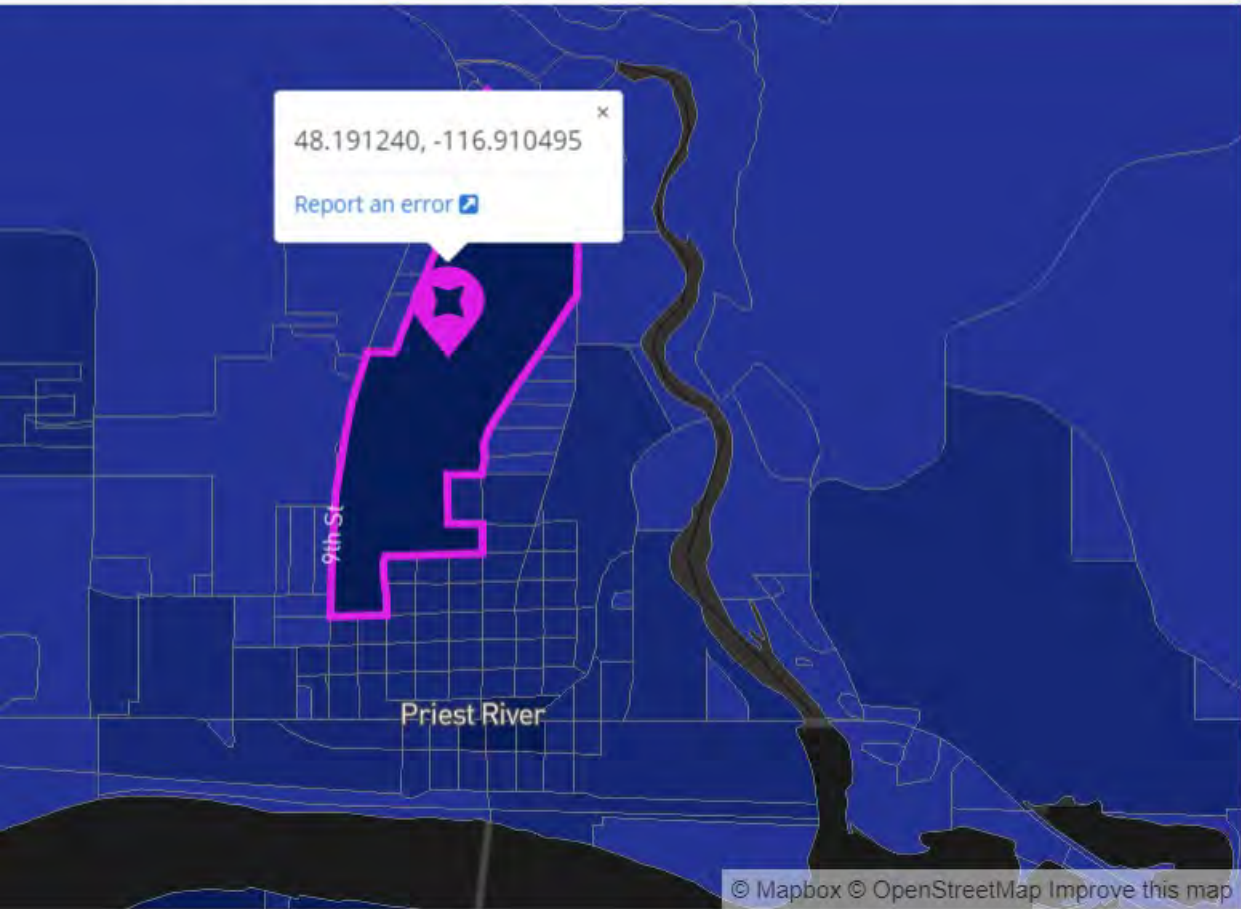 ×
48.191240, -116.910495
Report an error
9th St
Priest River
© Mapbox © OpenStreetMap Improve this map